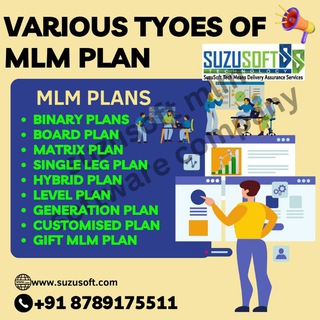 VARIOUS TYOES OF
MLM PLAN
SUZUSOFT
TECHNOLOGY
SuzuSoft Tech Means Delivery Assurance Services
MLM PLANS
• BINARY PLANS
• BOARD PLAN
• MATRIX PLAN
• SINGLE LEG PLAN
• HYBRID PLAN
• LEVEL PLAN
• GENERATION PLAN
• CUSTOMISED PLAN
• GIFT MLM PLAN
www.suzusoft.com
+91 8789175511